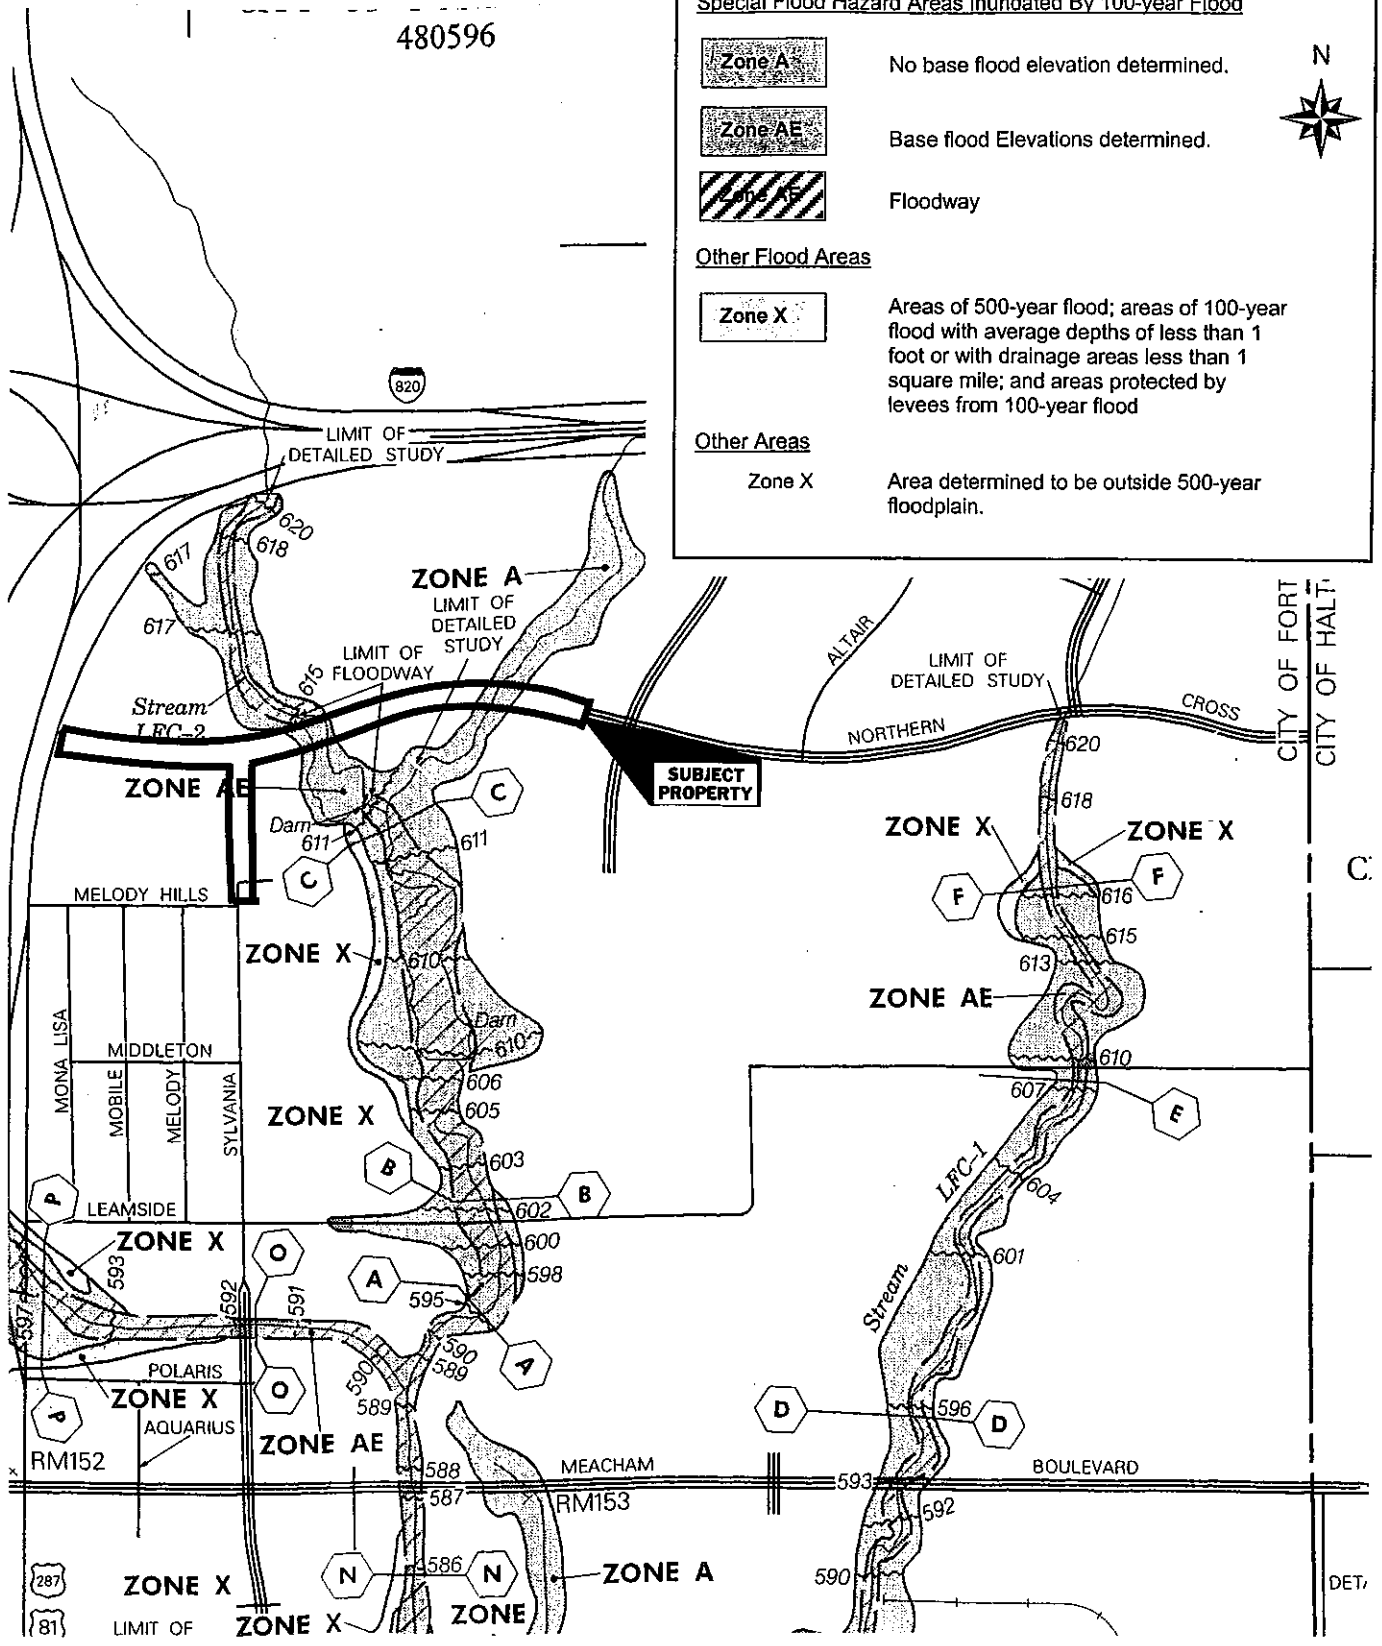 480596
Special Flood Hazard Areas Inundated By 100-year Flood
Zone A
No base flood elevation determined.
N
Zone AE
Base flood Elevations determined.
Zone AE
Floodway
Other Flood Areas
Zone X
Areas of 500-year flood; areas of 100-year
flood with average depths of less than 1
foot or with drainage areas less than 1
square mile; and areas protected by
levees from 100-year flood
Other Areas
Zone X
Area determined to be outside 500-year
floodplain.
820
LIMIT OF
DETAILED STUDY
620
618
617
617
ZONE A
LIMIT OF
DETAILED
STUDY
LIMIT OF
FLOODWAY
615
Stream
LFC-2
ALTAIR
LIMIT OF
DETAILED STUDY
NORTHERN
CROSS
CITY OF FORT
CITY OF HALT
SUBJECT
PROPERTY
ZONE AE
Dam
611
C
C
611
620
618
ZONE X
ZONE X
F
F
616
615
613
ZONE AE
610
607
E
MELODY HILLS
ZONE X
610
Dam
610
MONA LISA
MIDDLETON
MOBILE
MELODY
SYLVANIA
606
605
ZONE X
603
B
B
602
600
598
LFC-1
604
601
Stream
P
LEAMSIDE
ZONE X
593
592
O
591
A
595
A
597
590
590
589
589
POLARIS
ZONE X
O
P
AQUARIUS
RM152
ZONE AE
D
596
D
588
587
MEACHAM
BOULEVARD
593
592
RM153
586
N
N
ZONE A
590
287
81
ZONE X
LIMIT OF
ZONE X
ZONE
DET
C